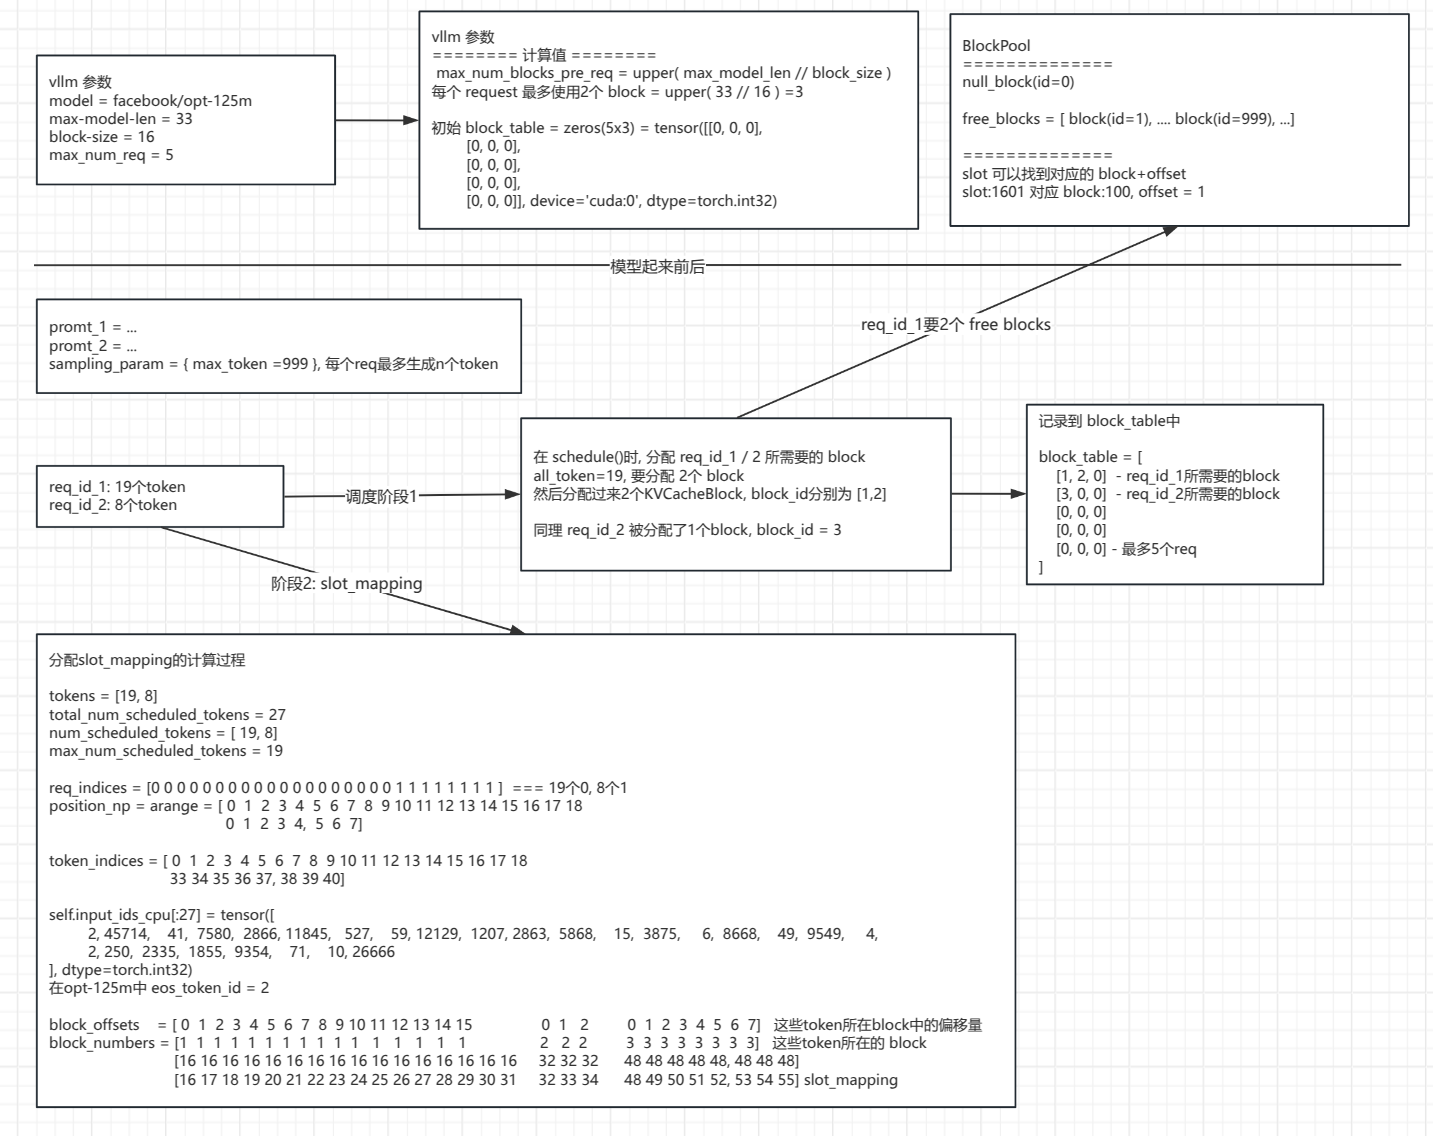 vllm 参数
model = facebook/opt-125m
max-model-len = 33
block-size = 16
max_num_req = 5
vllm 参数
======== 计算值 ========
max_num_blocks_pre_req = upper( max_model_len // block_size )
每个 request 最多使用2个 block = upper( 33 // 16 ) =3
初始 block_table = zeros(5x3) = tensor([[0, 0, 0],
[0, 0, 0],
[0, 0, 0],
[0, 0, 0],
[0, 0, 0]], device='cuda:0', dtype=torch.int32)
BlockPool
==============
null_block(id=0)
free_blocks = [ block(id=1), .... block(id=999), ...]
==============
slot 可以找到对应的 block+offset
slot:1601 对应 block:100, offset = 1
模型起来前后
promt_1 = ...
promt_2 = ...
sampling_param = { max_token =999 }, 每个req最多生成n个token
req_id_1要2个 free blocks
req_id_1: 19个token
req_id_2: 8个token
调度阶段1
在 schedule()时, 分配 req_id_1 / 2 所需要的 block
all_token=19, 要分配 2个 block
然后分配过来2个KVCacheBlock, block_id分别为 [1,2]
同理 req_id_2 被分配了1个block, block_id = 3
记录到 block_table中
block_table = [
[1, 2, 0] - req_id_1所需要的block
[3, 0, 0] - req_id_2所需要的block
[0, 0, 0]
[0, 0, 0]
[0, 0, 0] - 最多5个req
]
阶段2: slot_mapping
分配slot_mapping的计算过程
tokens = [19, 8]
total_num_scheduled_tokens = 27
num_scheduled_tokens = [ 19, 8]
max_num_scheduled_tokens = 19
req_indices = [0 0 0 0 0 0 0 0 0 0 0 0 0 0 0 0 0 0 0 1 1 1 1 1 1 1 1 ] === 19个0, 8个1
position_np = arange = [ 0 1 2 3 4 5 6 7 8 9 10 11 12 13 14 15 16 17 18
0 1 2 3 4, 5 6 7]
token_indices = [ 0 1 2 3 4 5 6 7 8 9 10 11 12 13 14 15 16 17 18
33 34 35 36 37, 38 39 40]
self.input_ids_cpu[:27] = tensor([
2, 45714, 41, 7580, 2866, 11845, 527, 59, 12129, 1207, 2863, 5868, 15, 3875, 6, 8668, 49, 9549, 4,
2, 250, 2335, 1855, 9354, 71, 10, 26666
], dtype=torch.int32)
在opt-125m中 eos_token_id = 2
block_offsets = [ 0 1 2 3 4 5 6 7 8 9 10 11 12 13 14 15 0 1 2 0 1 2 3 4 5 6 7] 这些token所在block中的偏移量
block_numbers = [1 1 1 1 1 1 1 1 1 1 1 1 1 1 1 1 2 2 2 3 3 3 3 3 3 3 3] 这些token所在的 block
[16 16 16 16 16 16 16 16 16 16 16 16 16 16 16 16 32 32 32 48 48 48 48 48, 48 48 48]
[16 17 18 19 20 21 22 23 24 25 26 27 28 29 30 31 32 33 34 48 49 50 51 52, 53 54 55] slot_mapping